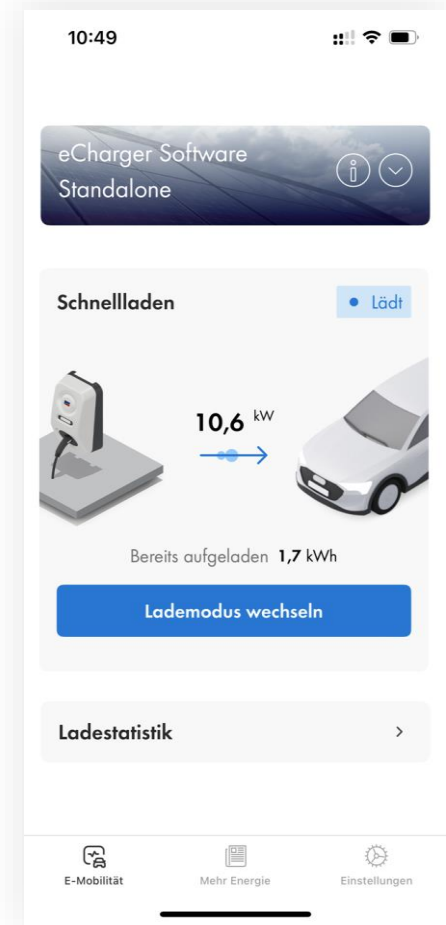 10:49
eCharger Software
Standalone
Schnellladen
Lädt
10,6 kW
Bereits aufgeladen 1,7 kWh
Lademodus wechseln
Ladestatistik
E-Mobilität
Mehr Energie
Einstellungen